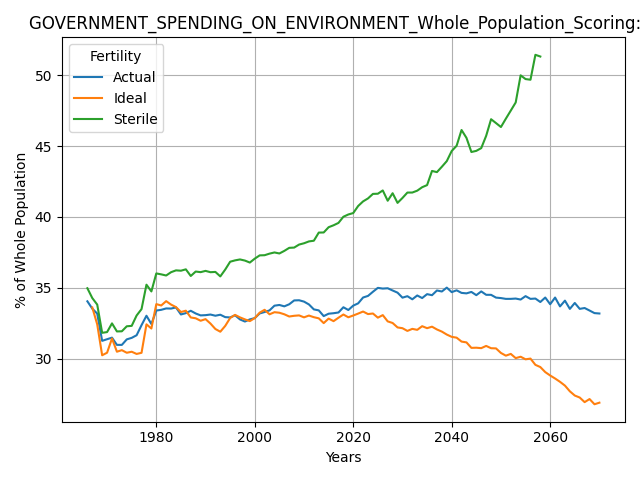 GOVERNMENT_SPENDING_ON_ENVIRONMENT_Whole_Population_Scoring:
Fertility
Actual
Ideal
Sterile
% of Whole Population
50
45
40
35
30
1980
2000
2020
2040
2060
Years